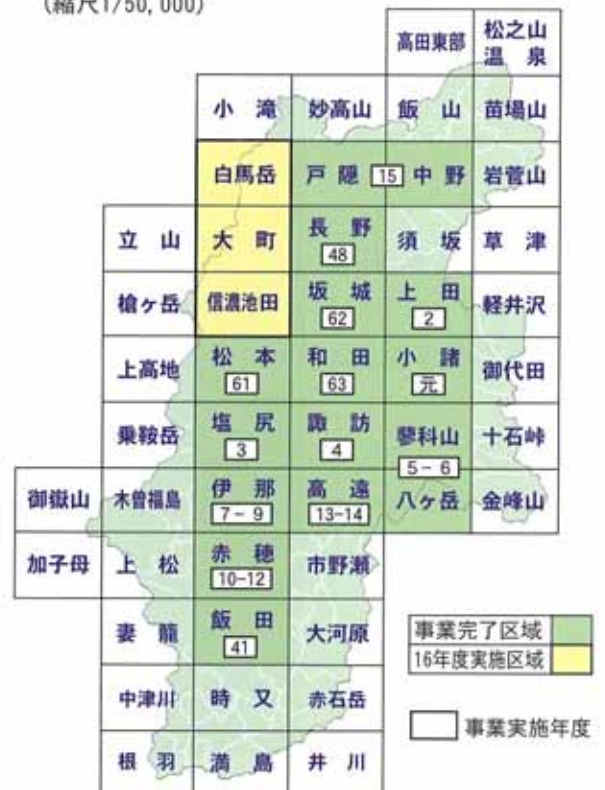 (縮尺1/50,000)
高田東部 松之山温泉
小滝 妙高山 飯山 苗場山
白馬岳 戸隠 15 中野 岩菅山
立山 大町 長野 須坂 草津
48
槍ヶ岳 信濃池田 坂城 上田 軽井沢
62 2
上高地 松本 和田 小諸 御代田
61 63 元
乗鞍岳 塩尻 諏訪 蓼科山 十石峠
3 4 5-6
御嶽山 木曽福島 伊那 高遠 八ヶ岳 金峰山
7-9 13-14
加子母 上松 赤穂 市野瀬
10-12
妻籠 飯田 大河原
41
事業完了区域
16年度実施区域
中津川 時又 赤石岳
事業実施年度
根羽 満島 井川